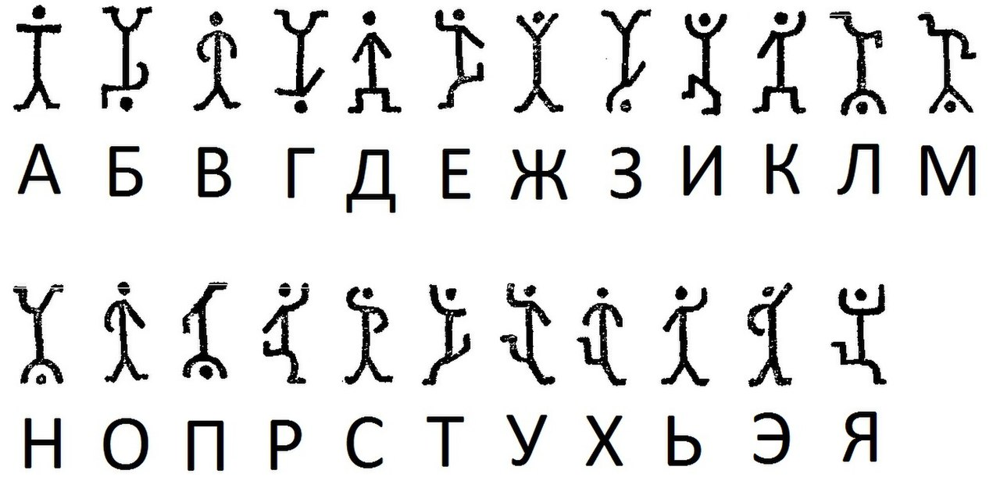 А Б В Г Д Е Ж З И К Л М
Н О П Р С Т У Х Ь Э Я